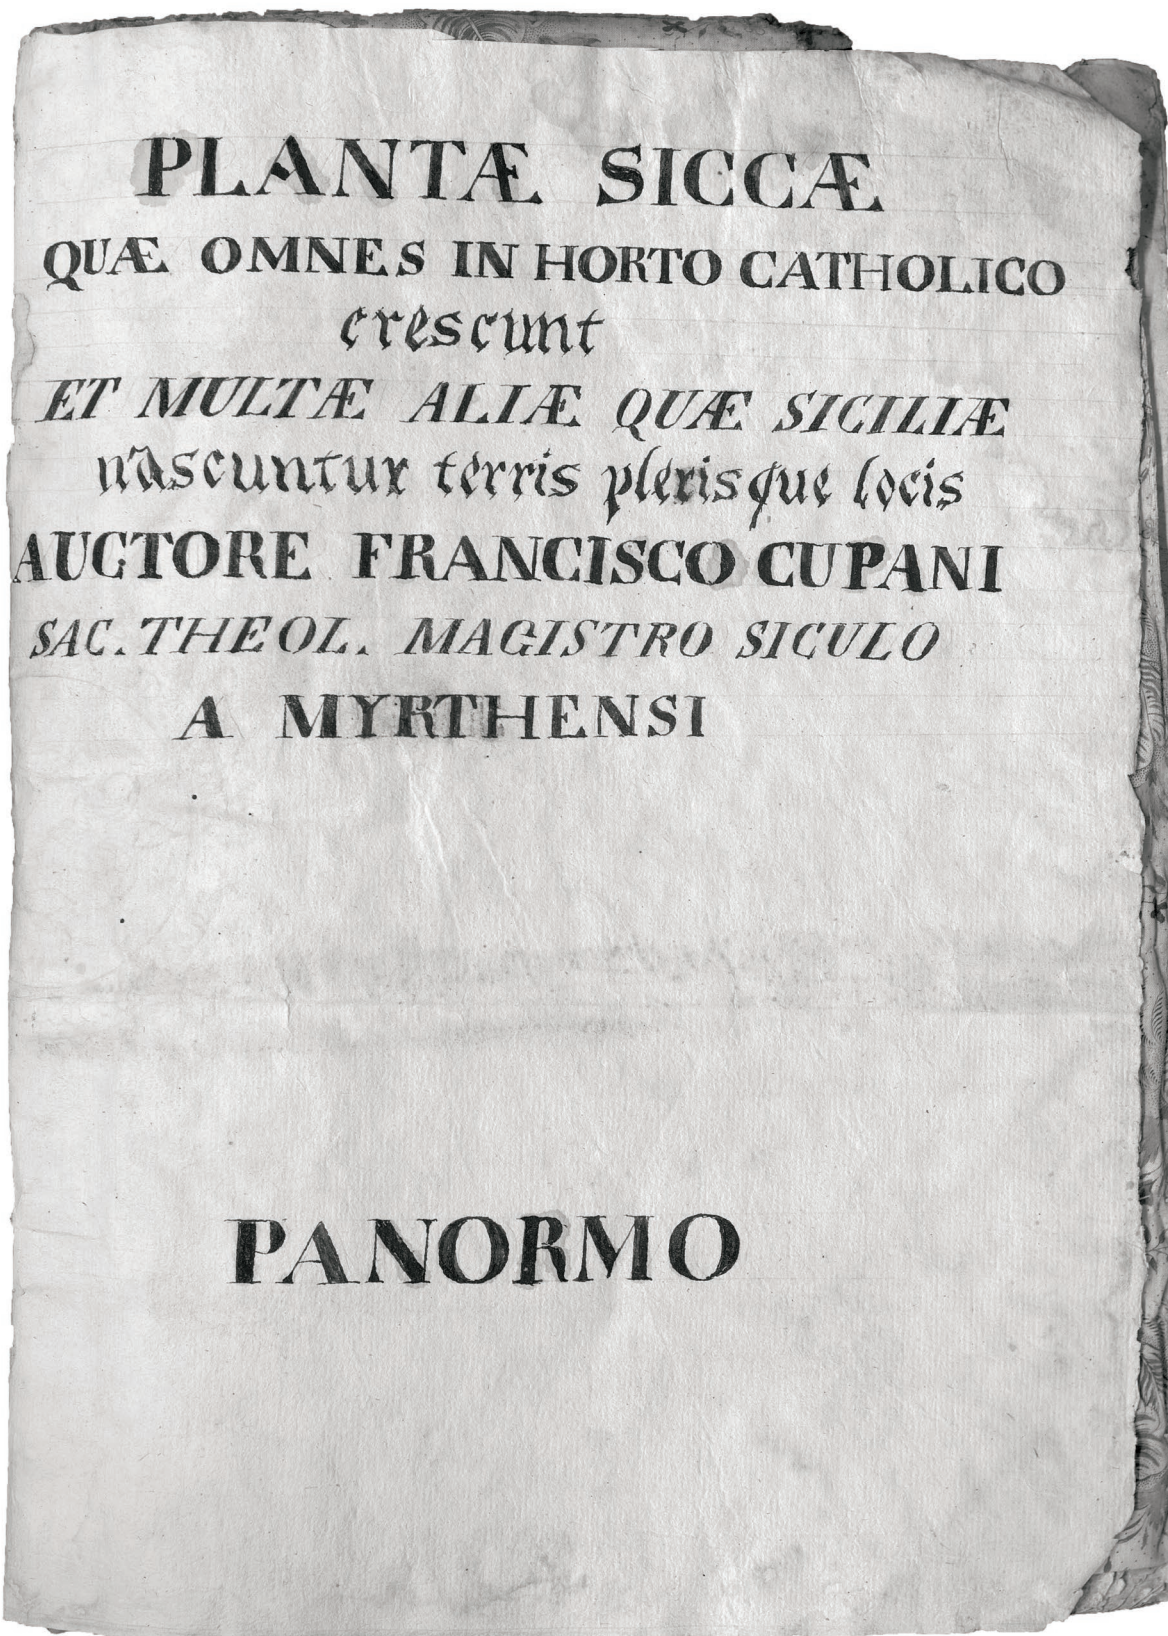 PLANTÆ SICCÆ
QUÆ OMNES IN HORTO CATHOLICO
crescunt
ET MULTÆ ALIÆ QUÆ SICILIÆ
nascuntur terris plerisque locis
AUCTORE FRANCISCO CUPANI
SAC. THEOL. MAGISTRO SICULO
A MYRTHENSI
PANORMO